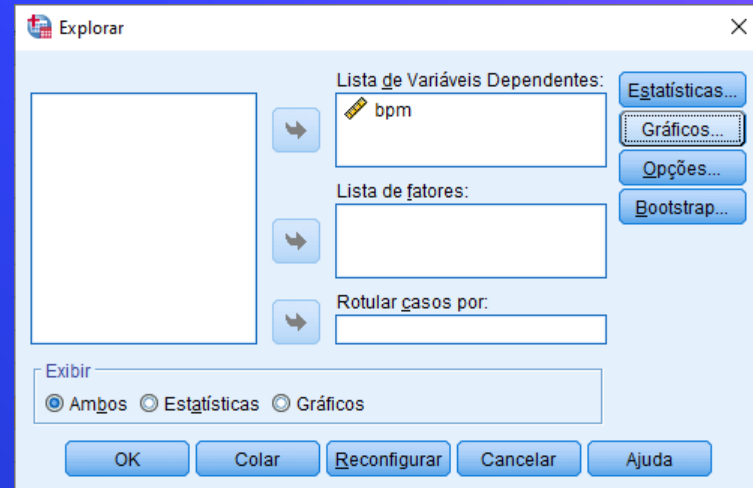 Explorar
Lista de Variáveis Dependentes:
bpm
Estatísticas...
Gráficos...
Opções...
Bootstrap...
Lista de fatores:
Rotular casos por:
Exibir
Ambos Estatísticas Gráficos
OK Colar Reconfigurar Cancelar Ajuda